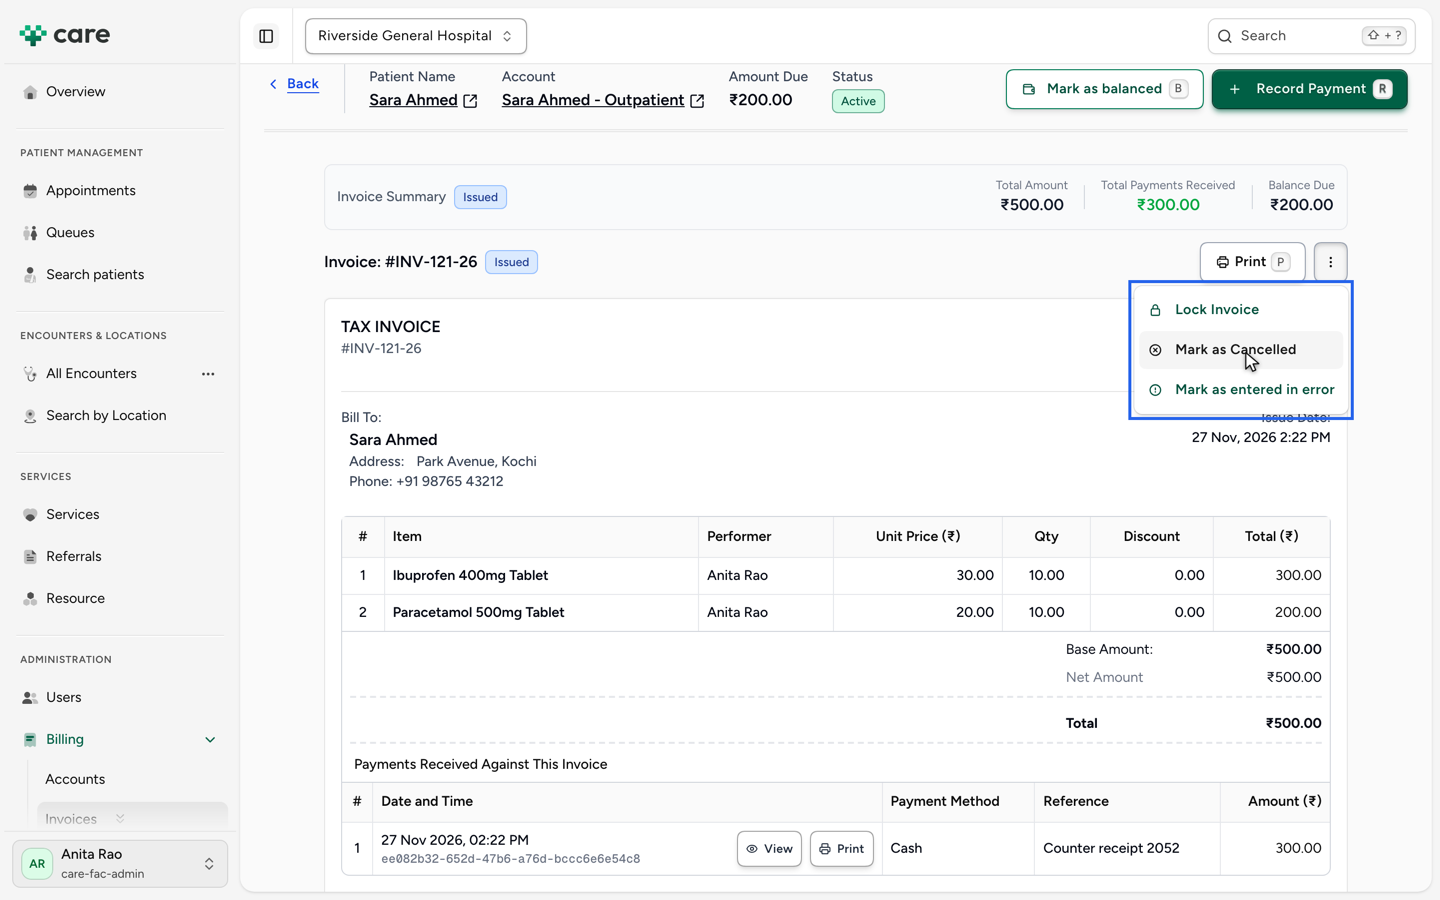 care
Riverside General Hospital
Search
⇧ + ?
Overview
PATIENT MANAGEMENT
Appointments
Queues
Search patients
ENCOUNTERS & LOCATIONS
All Encounters
Search by Location
SERVICES
Services
Referrals
Resource
ADMINISTRATION
Users
Billing
Accounts
Invoices
AR
Anita Rao
care-fac-admin
Back
Patient Name
Sara Ahmed
Account
Sara Ahmed - Outpatient
Amount Due
₹200.00
Status
Active
Mark as balanced B
+ Record Payment R
Invoice Summary Issued
Total Amount
₹500.00
Total Payments Received
₹300.00
Balance Due
₹200.00
Invoice: #INV-121-26 Issued
Print P
Lock Invoice
Mark as Cancelled
Mark as entered in error
TAX INVOICE
#INV-121-26
Bill To:
Sara Ahmed
Address: Park Avenue, Kochi
Phone: +91 98765 43212
Issue Date:
27 Nov, 2026 2:22 PM
# Item Performer Unit Price (₹) Qty Discount Total (₹)
1 Ibuprofen 400mg Tablet Anita Rao 30.00 10.00 0.00 300.00
2 Paracetamol 500mg Tablet Anita Rao 20.00 10.00 0.00 200.00
Base Amount: ₹500.00
Net Amount ₹500.00
Total ₹500.00
Payments Received Against This Invoice
# Date and Time Payment Method Reference Amount (₹)
1 27 Nov 2026, 02:22 PM View Print Cash Counter receipt 2052 300.00
ee082b32-652d-47b6-a76d-bccc6e6e54c8